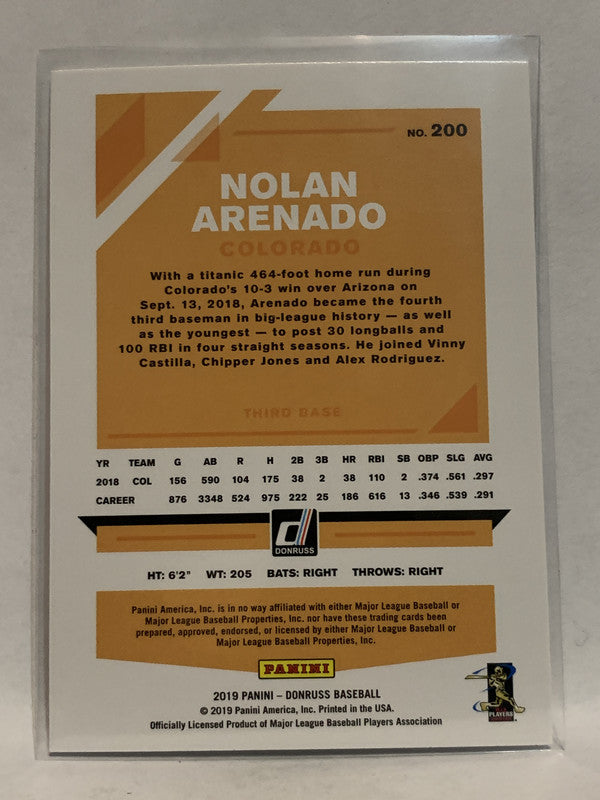 NO. 200
NOLAN
ARENADO
COLORADO
With a titanic 464-foot home run during
Colorado's 10-3 win over Arizona on
Sept. 13, 2018, Arenado became the fourth
third baseman in big-league history — as well
as the youngest — to post 30 longballs and
100 RBI in four straight seasons. He joined Vinny
Castilla, Chipper Jones and Alex Rodriguez.
THIRD BASE
YR TEAM G AB R H 2B 3B HR RBI SB OBP SLG AVG
2018 COL 156 590 104 175 38 2 38 110 2 .374 .561 .297
CAREER 876 3348 524 975 222 25 186 616 13 .346 .539 .291
d
DONRUSS
HT: 6'2" WT: 205 BATS: RIGHT THROWS: RIGHT
Panini America, Inc. is in no way affiliated with either Major League Baseball or
Major League Baseball Properties, Inc. nor have these trading cards been
prepared, approved, endorsed, or licensed by either Major League Baseball or
Major League Baseball Properties, Inc.
PANINI
2019 PANINI – DONRUSS BASEBALL
© 2019 Panini America, Inc. Printed in the USA.
Officially Licensed Product of Major League Baseball Players Association
PLAYERS